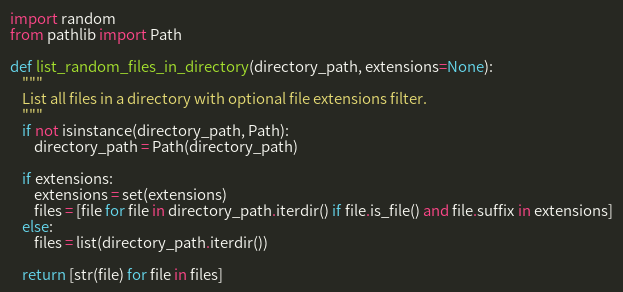 import random
from pathlib import Path

def list_random_files_in_directory(directory_path, extensions=None):
    """
    List all files in a directory with optional file extensions filter.
    """
    if not isinstance(directory_path, Path):
        directory_path = Path(directory_path)

    if extensions:
        extensions = set(extensions)
        files = [file for file in directory_path.iterdir() if file.is_file() and file.suffix in extensions]
    else:
        files = list(directory_path.iterdir())

    return [str(file) for file in files]